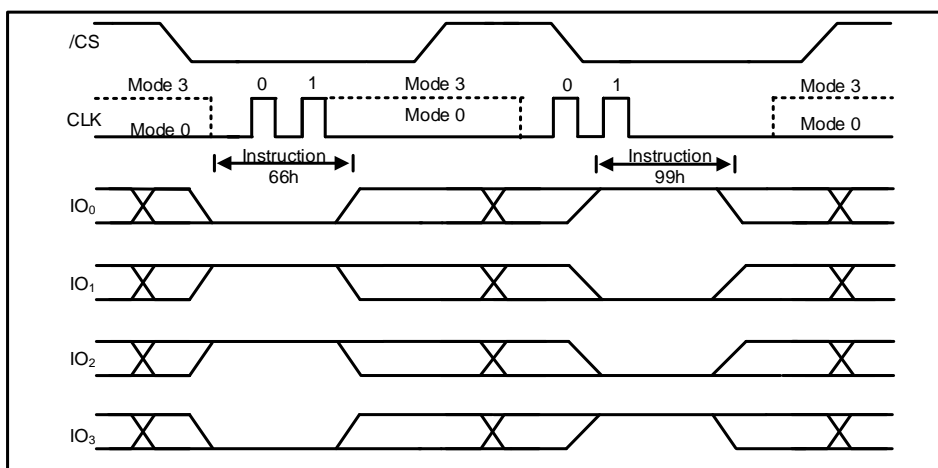 /CS
Mode 3
0
1
Mode 3
0
1
Mode 3
CLK
Mode 0
Mode 0
Mode 0
Instruction
66h
Instruction
99h
IO₀
IO₁
IO₂
IO₃